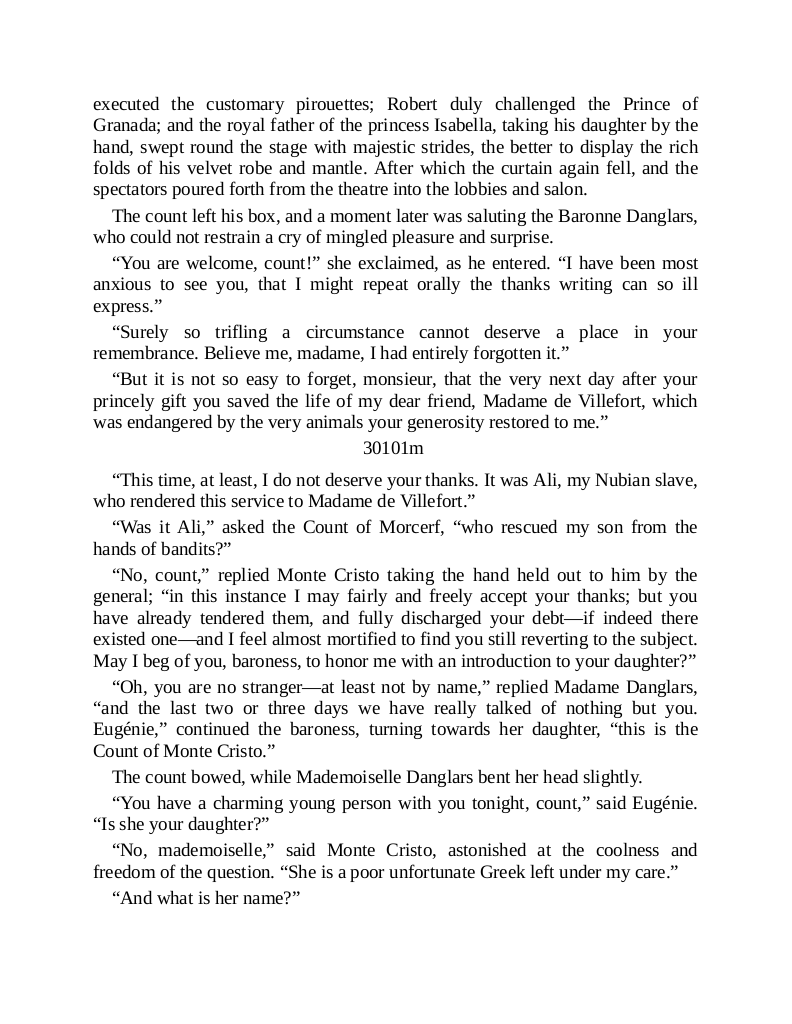 executed the customary pirouettes; Robert duly challenged the Prince of
Granada; and the royal father of the princess Isabella, taking his daughter by the
hand, swept round the stage with majestic strides, the better to display the rich
folds of his velvet robe and mantle. After which the curtain again fell, and the
spectators poured forth from the theatre into the lobbies and salon.
The count left his box, and a moment later was saluting the Baronne Danglars,
who could not restrain a cry of mingled pleasure and surprise.
“You are welcome, count!” she exclaimed, as he entered. “I have been most
anxious to see you, that I might repeat orally the thanks writing can so ill
express.”
“Surely so trifling a circumstance cannot deserve a place in your
remembrance. Believe me, madame, I had entirely forgotten it.”
“But it is not so easy to forget, monsieur, that the very next day after your
princely gift you saved the life of my dear friend, Madame de Villefort, which
was endangered by the very animals your generosity restored to me.”
30101m
“This time, at least, I do not deserve your thanks. It was Ali, my Nubian slave,
who rendered this service to Madame de Villefort.”
“Was it Ali,” asked the Count of Morcerf, “who rescued my son from the
hands of bandits?”
“No, count,” replied Monte Cristo taking the hand held out to him by the
general; “in this instance I may fairly and freely accept your thanks; but you
have already tendered them, and fully discharged your debt—if indeed there
existed one—and I feel almost mortified to find you still reverting to the subject.
May I beg of you, baroness, to honor me with an introduction to your daughter?”
“Oh, you are no stranger—at least not by name,” replied Madame Danglars,
“and the last two or three days we have really talked of nothing but you.
Eugénie,” continued the baroness, turning towards her daughter, “this is the
Count of Monte Cristo.”
The count bowed, while Mademoiselle Danglars bent her head slightly.
“You have a charming young person with you tonight, count,” said Eugénie.
“Is she your daughter?”
“No, mademoiselle,” said Monte Cristo, astonished at the coolness and
freedom of the question. “She is a poor unfortunate Greek left under my care.”
“And what is her name?”